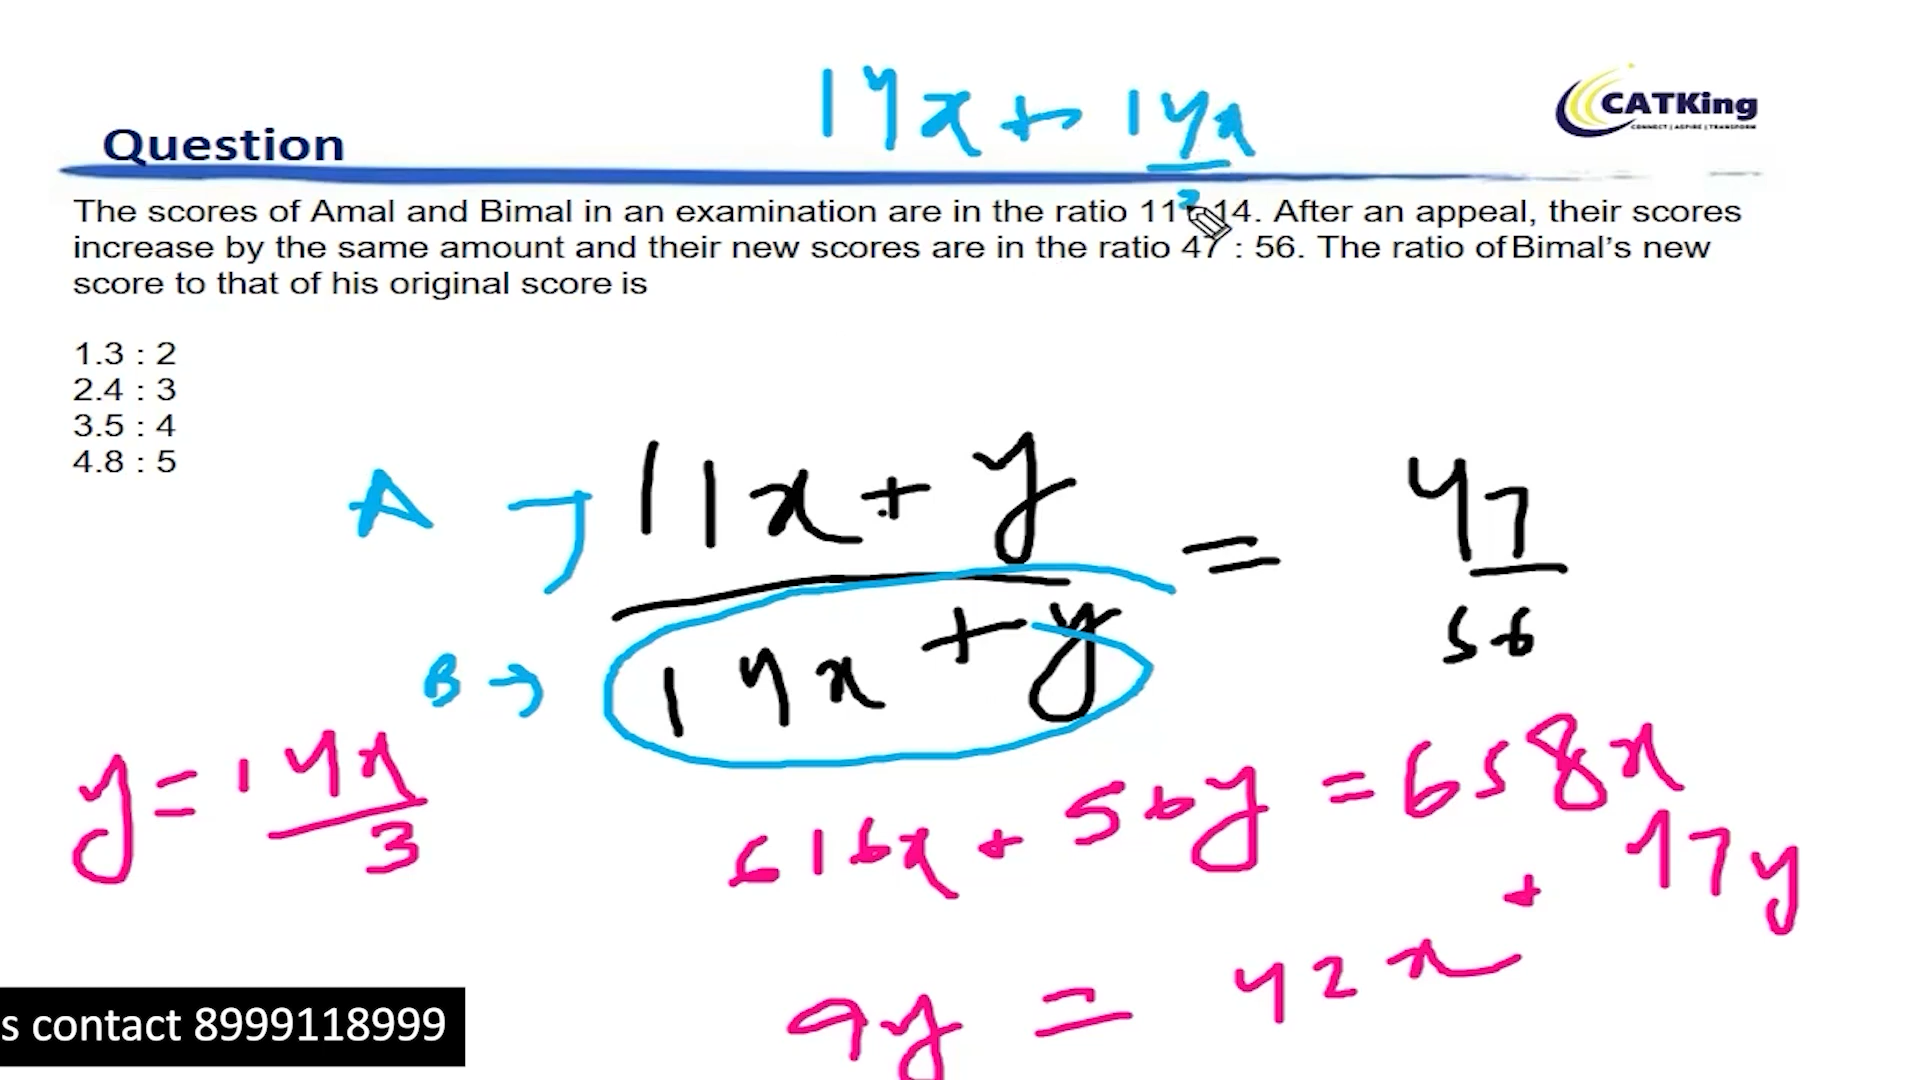 14x + 14x
3
CATKing
CONNECT | ASPIRE | TRANSFORM
Question
The scores of Amal and Bimal in an examination are in the ratio 11 14. After an appeal, their scores
increase by the same amount and their new scores are in the ratio 47 : 56. The ratio of Bimal's new
score to that of his original score is
1.3 : 2
2.4 : 3
3.5 : 4
4.8 : 5
A → 11x + y = 47
B → 14x + y 56
y = 14x
3
616x + 56y = 658x
+ 47y
9y = 42x
s contact 8999118999